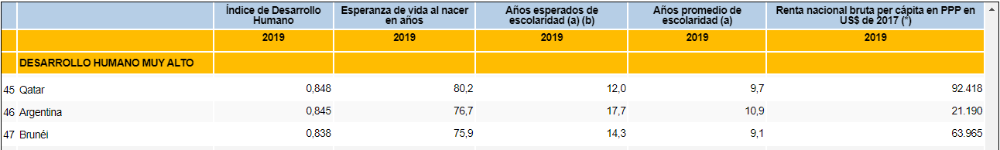 Índice de Desarrollo Humano Esperanza de vida al nacer en años Años esperados de escolaridad (a) (b) Años promedio de escolaridad (a) Renta nacional bruta per cápita en PPP en US$ de 2017 (*)
2019 2019 2019 2019 2019
DESARROLLO HUMANO MUY ALTO
45 Qatar 0,848 80,2 12,0 9,7 92.418
46 Argentina 0,845 76,7 17,7 10,9 21.190
47 Brunéi 0,838 75,9 14,3 9,1 63.965